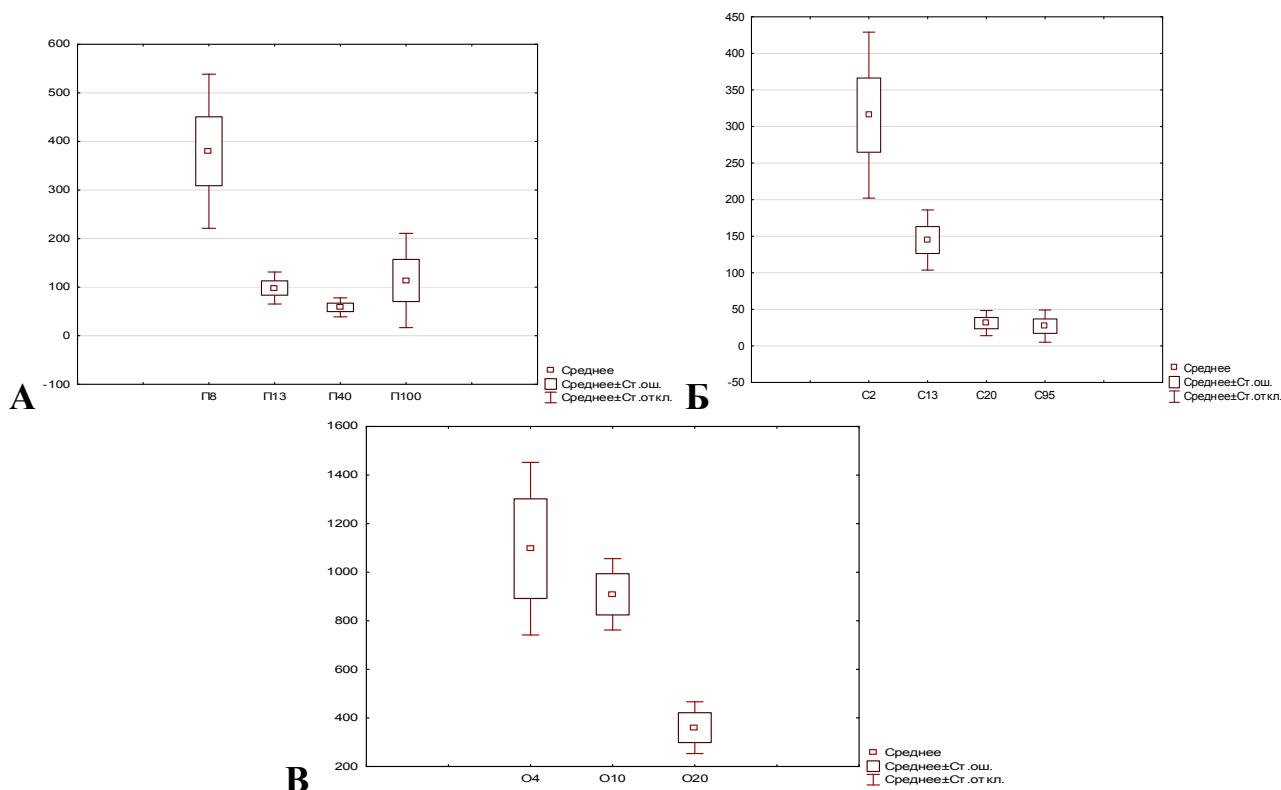 600
500
400
300
200
100
0
-100
П8 П13 П40 П100
Среднее
Среднее±Ст.ош.
Среднее±Ст.откл.
А
450
400
350
300
250
200
150
100
50
0
-50
С2 С13 С20 С95
Среднее
Среднее±Ст.ош.
Среднее±Ст.откл.
Б
1600
1400
1200
1000
800
600
400
200
О4 О10 О20
Среднее
Среднее±Ст.ош.
Среднее±Ст.откл.
В